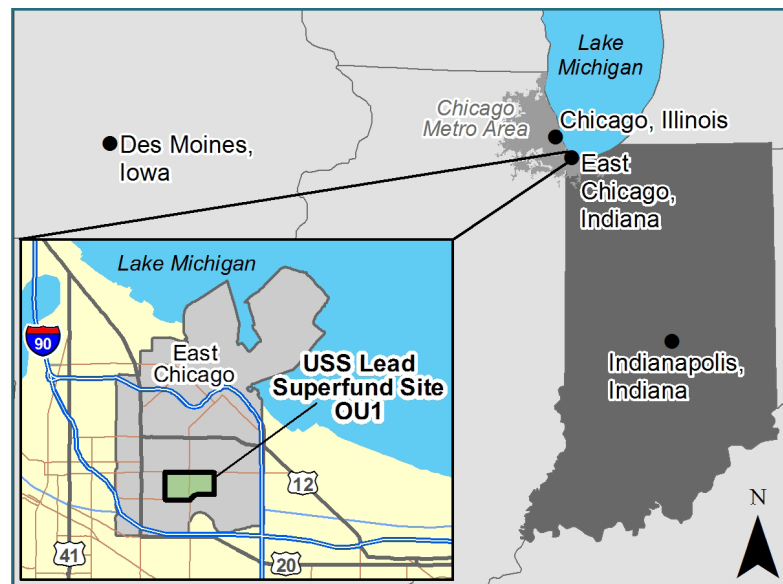 Lake
Michigan
Chicago
Metro Area
Chicago, Illinois
Des Moines,
Iowa
East
Chicago,
Indiana
Indianapolis,
Indiana
N
Lake Michigan
90
East
Chicago
USS Lead
Superfund Site
OU1
12
41
20